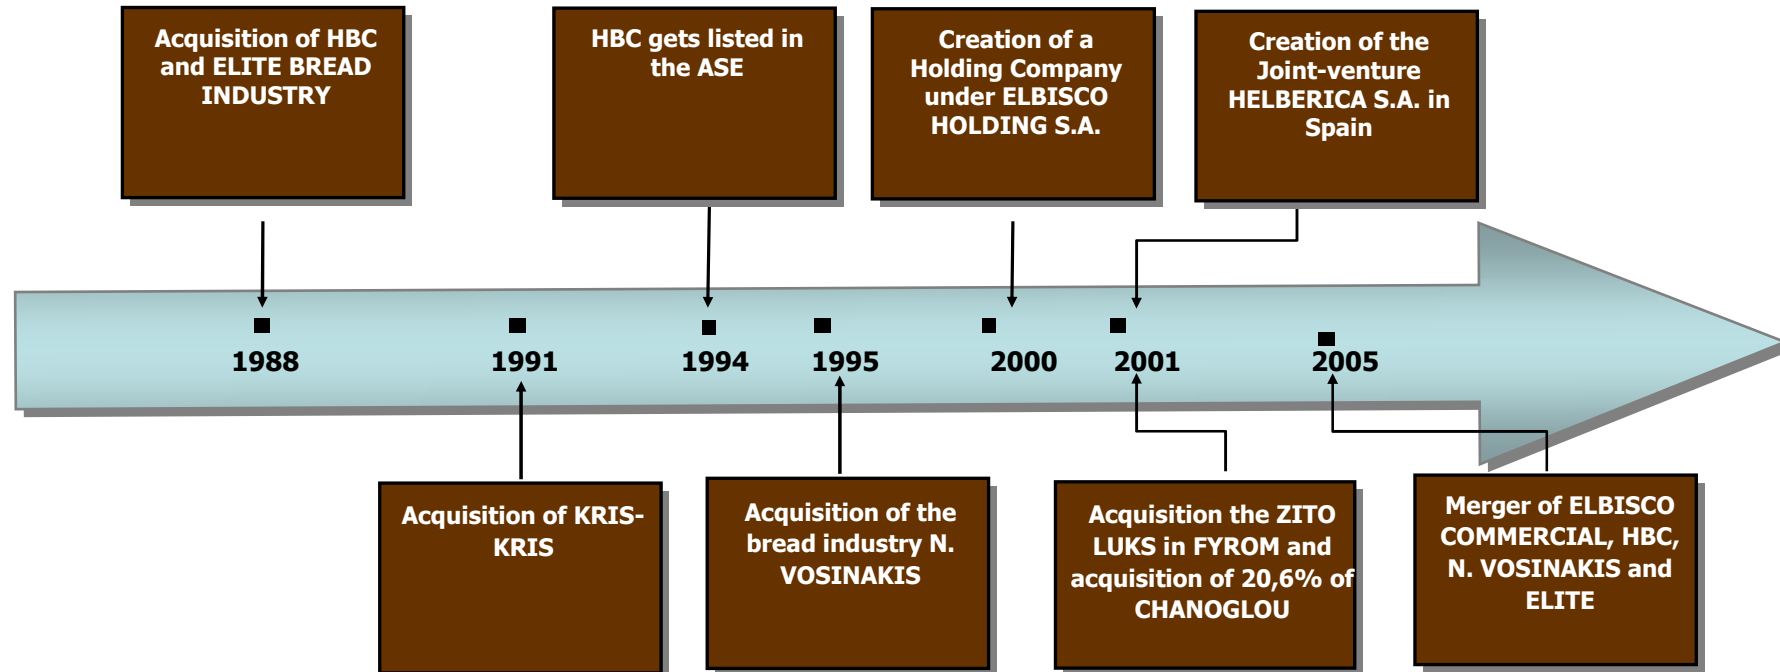 Acquisition of HBC
and ELITE BREAD
INDUSTRY
HBC gets listed in
the ASE
Creation of a
Holding Company
under ELBISCO
HOLDING S.A.
Creation of the
Joint-venture
HELBERICA S.A. in
Spain
1988
1991
1994
1995
2000
2001
2005
Acquisition of KRIS-
KRIS
Acquisition of the
bread industry N.
VOSINAKIS
Acquisition the ZITO
LUKS in FYROM and
acquisition of 20,6% of
CHANOGLOU
Merger of ELBISCO
COMMERCIAL, HBC,
N. VOSINAKIS and
ELITE